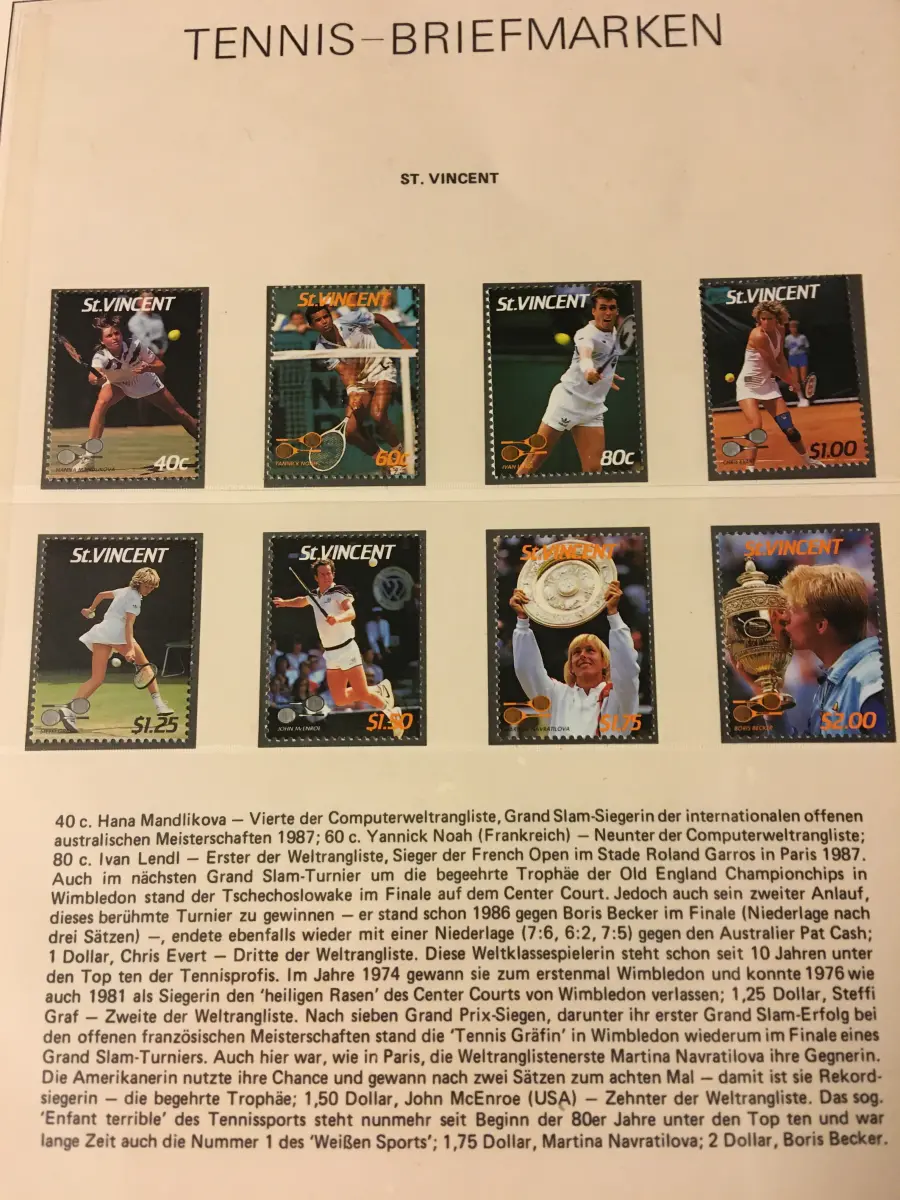 TENNIS–BRIEFMARKEN
ST. VINCENT
St.VINCENT
40c
St.VINCENT
YANNICK NOAH
60c
St.VINCENT
IVAN
80c
St.VINCENT
CHRIS EVERT
$1.00
St.VINCENT
$1.25
St.VINCENT
JOHN McENROE
$1.50
St.VINCENT
NAVRATILOVA
$1.75
St.VINCENT
BORIS BECKER
$2.00
40 c. Hana Mandlikova — Vierte der Computerweltrangliste, Grand Slam-Siegerin der internationalen offenen
australischen Meisterschaften 1987; 60 c. Yannick Noah (Frankreich) — Neunter der Computerweltrangliste;
80 c. Ivan Lendl — Erster der Weltrangliste, Sieger der French Open im Stade Roland Garros in Paris 1987.
Auch im nächsten Grand Slam-Turnier um die begeehrte Trophäe der Old England Championchips in
Wimbledon stand der Tschechoslowake im Finale auf dem Center Court. Jedoch auch sein zweiter Anlauf,
dieses berühmte Turnier zu gewinnen — er stand schon 1986 gegen Boris Becker im Finale (Niederlage nach
drei Sätzen) —, endete ebenfalls wieder mit einer Niederlage (7:6, 6:2, 7:5) gegen den Australier Pat Cash;
1 Dollar, Chris Evert — Dritte der Weltrangliste. Diese Weltklassespielerin steht schon seit 10 Jahren unter
den Top ten der Tennisprofis. Im Jahre 1974 gewann sie zum erstenmal Wimbledon und konnte 1976 wie
auch 1981 als Siegerin den 'heiligen Rasen' des Center Courts von Wimbledon verlassen; 1,25 Dollar, Steffi
Graf — Zweite der Weltrangliste. Nach sieben Grand Prix-Siegen, darunter ihr erster Grand Slam-Erfolg bei
den offenen französischen Meisterschaften stand die 'Tennis Gräfin' in Wimbledon wiederum im Finale eines
Grand Slam-Turniers. Auch hier war, wie in Paris, die Weltranglistenerste Martina Navratilova ihre Gegnerin.
Die Amerikanerin nutzte ihre Chance und gewann nach zwei Sätzen zum achten Mal — damit ist sie Rekord-
siegerin — die begehrte Trophäe; 1,50 Dollar, John McEnroe (USA) — Zehnter der Weltrangliste. Das sog.
'Enfant terrible' des Tennissports steht nunmehr seit Beginn der 80er Jahre unter den Top ten und war
lange Zeit auch die Nummer 1 des 'Weißen Sports'; 1,75 Dollar, Martina Navratilova; 2 Dollar, Boris Becker.